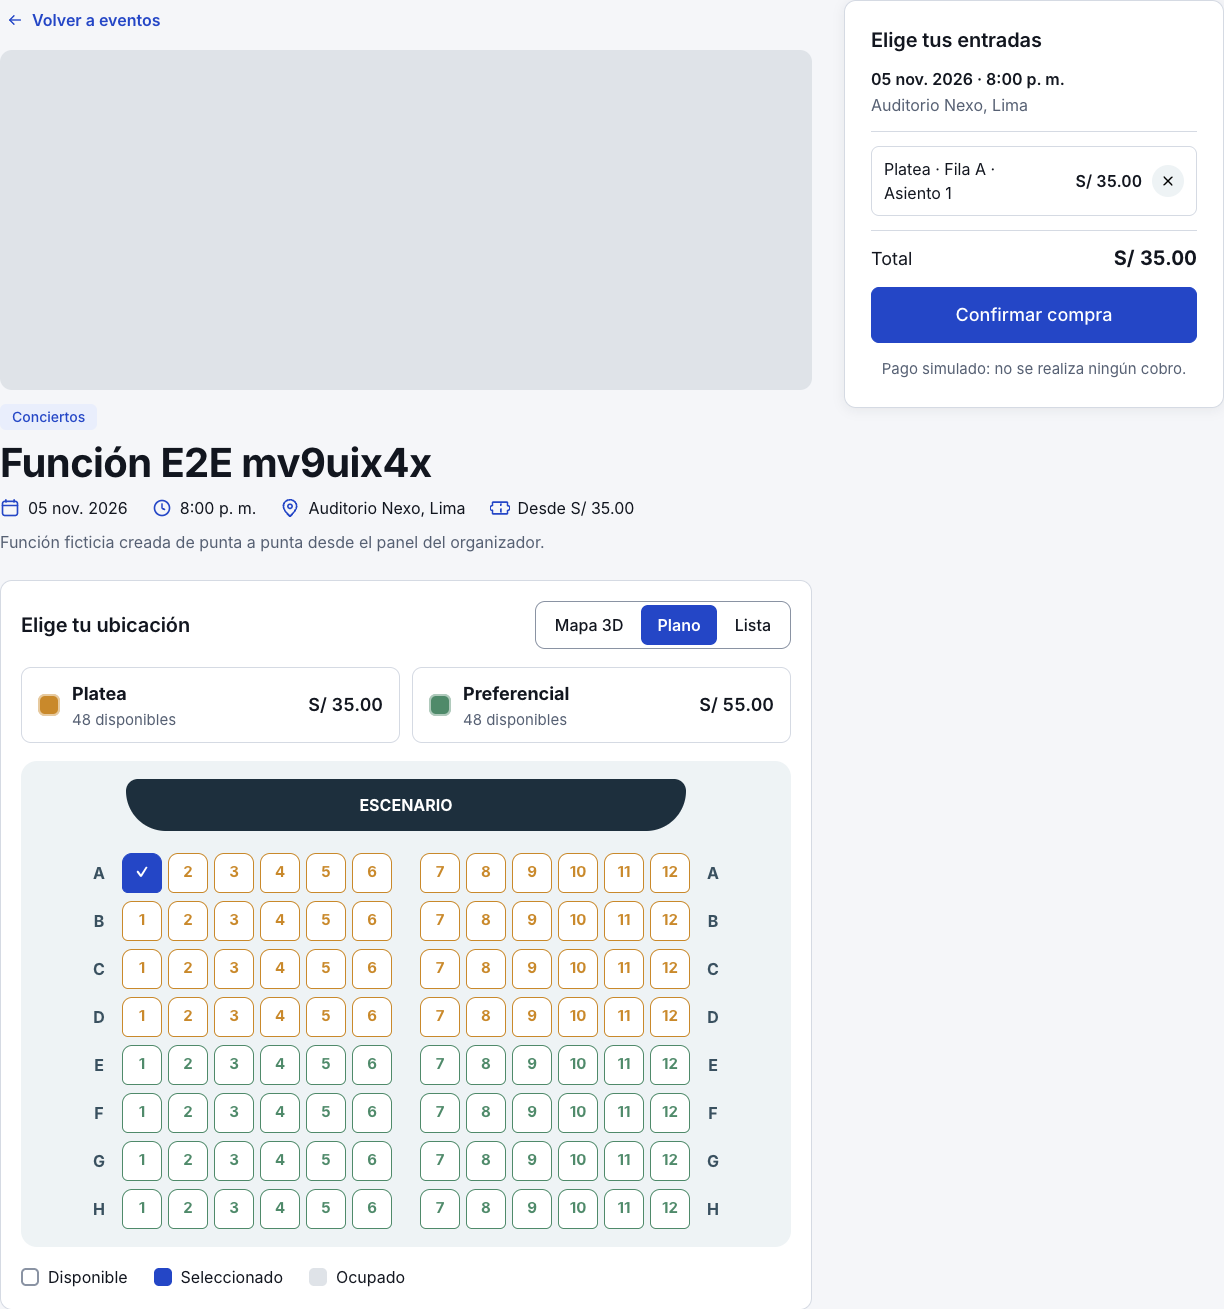 Volver a eventos
Conciertos
Función E2E mv9uix4x
05 nov. 2026 8:00 p. m. Auditorio Nexo, Lima Desde S/ 35.00
Función ficticia creada de punta a punta desde el panel del organizador.
Elige tu ubicación
Mapa 3D Plano Lista
Platea
48 disponibles
S/ 35.00
Preferencial
48 disponibles
S/ 55.00
ESCENARIO
A 2 3 4 5 6 7 8 9 10 11 12 A
B 1 2 3 4 5 6 7 8 9 10 11 12 B
C 1 2 3 4 5 6 7 8 9 10 11 12 C
D 1 2 3 4 5 6 7 8 9 10 11 12 D
E 1 2 3 4 5 6 7 8 9 10 11 12 E
F 1 2 3 4 5 6 7 8 9 10 11 12 F
G 1 2 3 4 5 6 7 8 9 10 11 12 G
H 1 2 3 4 5 6 7 8 9 10 11 12 H
Disponible Seleccionado Ocupado
Elige tus entradas
05 nov. 2026 · 8:00 p. m.
Auditorio Nexo, Lima
Platea · Fila A ·
Asiento 1
S/ 35.00
Total S/ 35.00
Confirmar compra
Pago simulado: no se realiza ningún cobro.